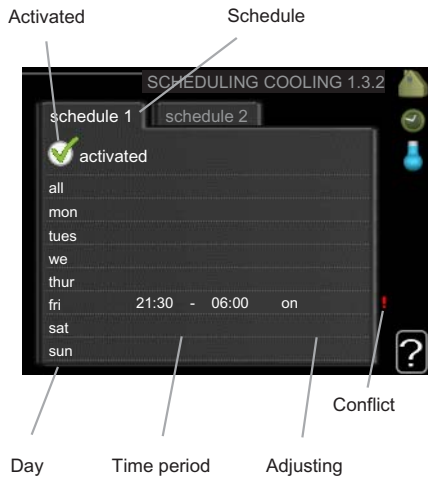 Activated Schedule
SCHEDULING COOLING 1.3.2
schedule 1 schedule 2
activated
all
mon
tues
we
thur
fri 21:30 - 06:00 on !
sat
sun
?
Conflict
Day Time period Adjusting